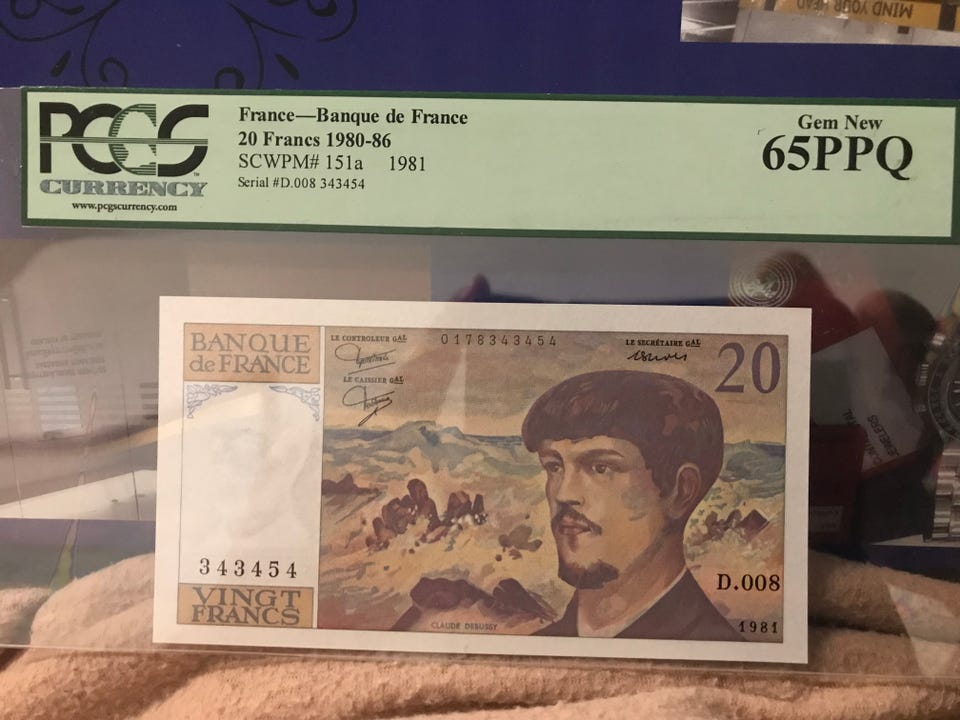 MIND YOUR HEAD
PCGS
CURRENCY
www.pcgscurrency.com
France—Banque de France
20 Francs 1980-86
SCWPM# 151a 1981
Serial #D.008 343454
Gem New
65PPQ
BANQUE
de FRANCE
LE CONTROLEUR GAL
0178343454
LE SECRÉTAIRE GAL
20
LE CAISSIER GAL
343454
VINGT
FRANCS
CLAUDE DEBUSSY
D.008
1981